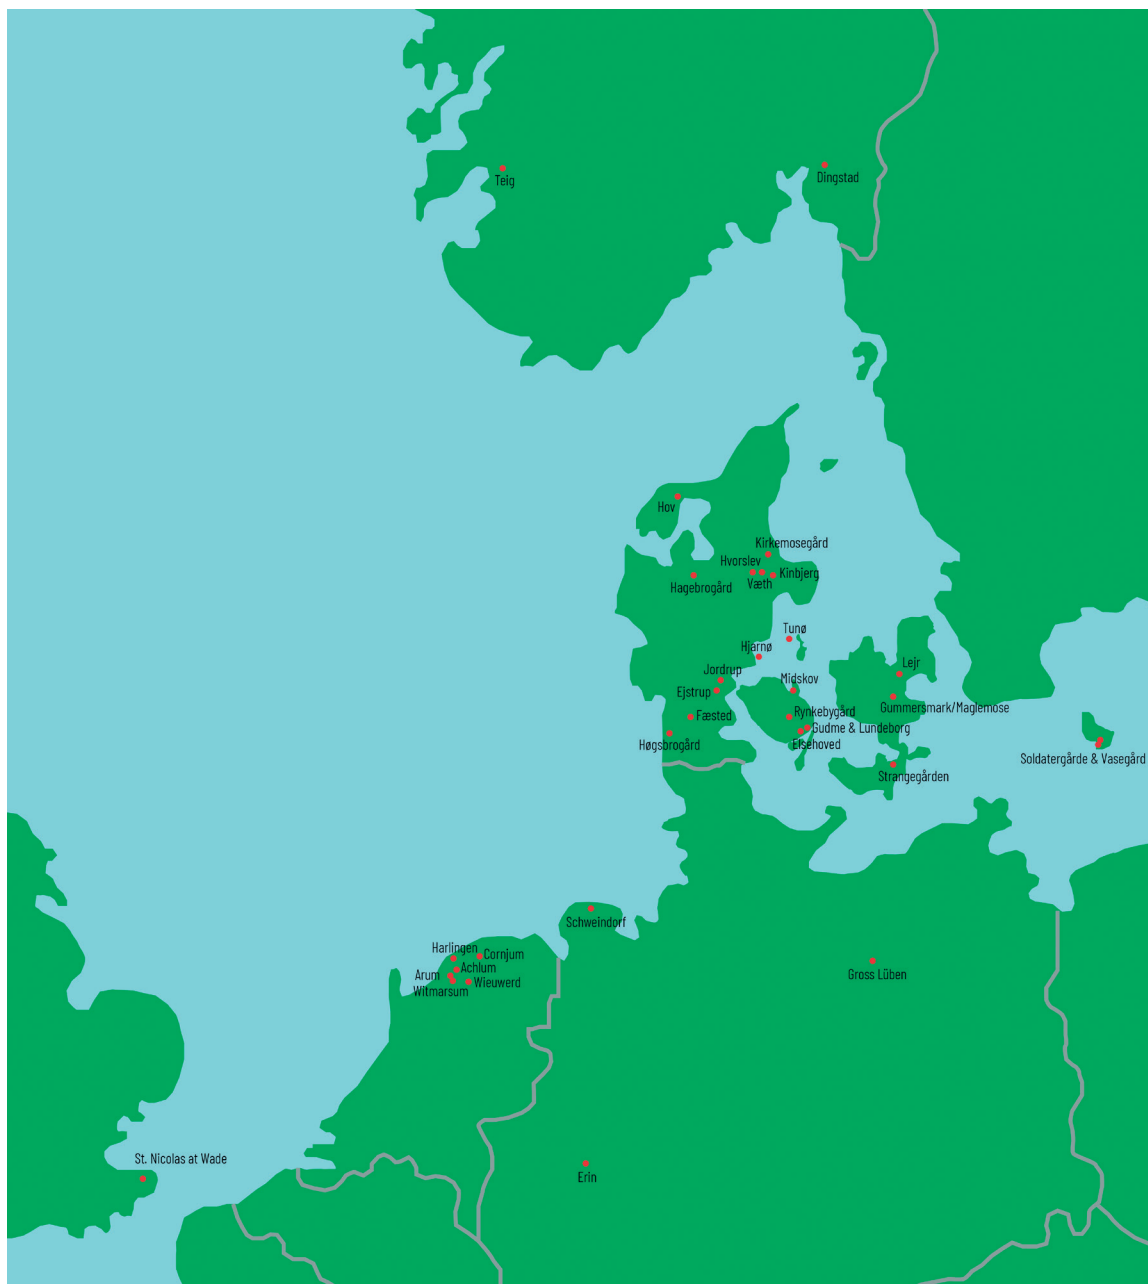 Teig
Dingstad
Hov
Kirkemosegård
Hvorslev
Væth
Kinbjerg
Hagebrogård
Tunø
Hjarnø
Lejr
Jordrup
Midskov
Ejstrup
Gummersmark/Maglemose
Fæsted
Rynkebygård
Gudme & Lundeborg
Høgsbrogård
Elsehoved
Soldatergårde & Vasegård
Strangegården
Schweindorf
Harlingen
Cornjum
Achlum
Arum
Gross Lüben
Wieuwerd
Witmarsum
St. Nicolas at Wade
Erin